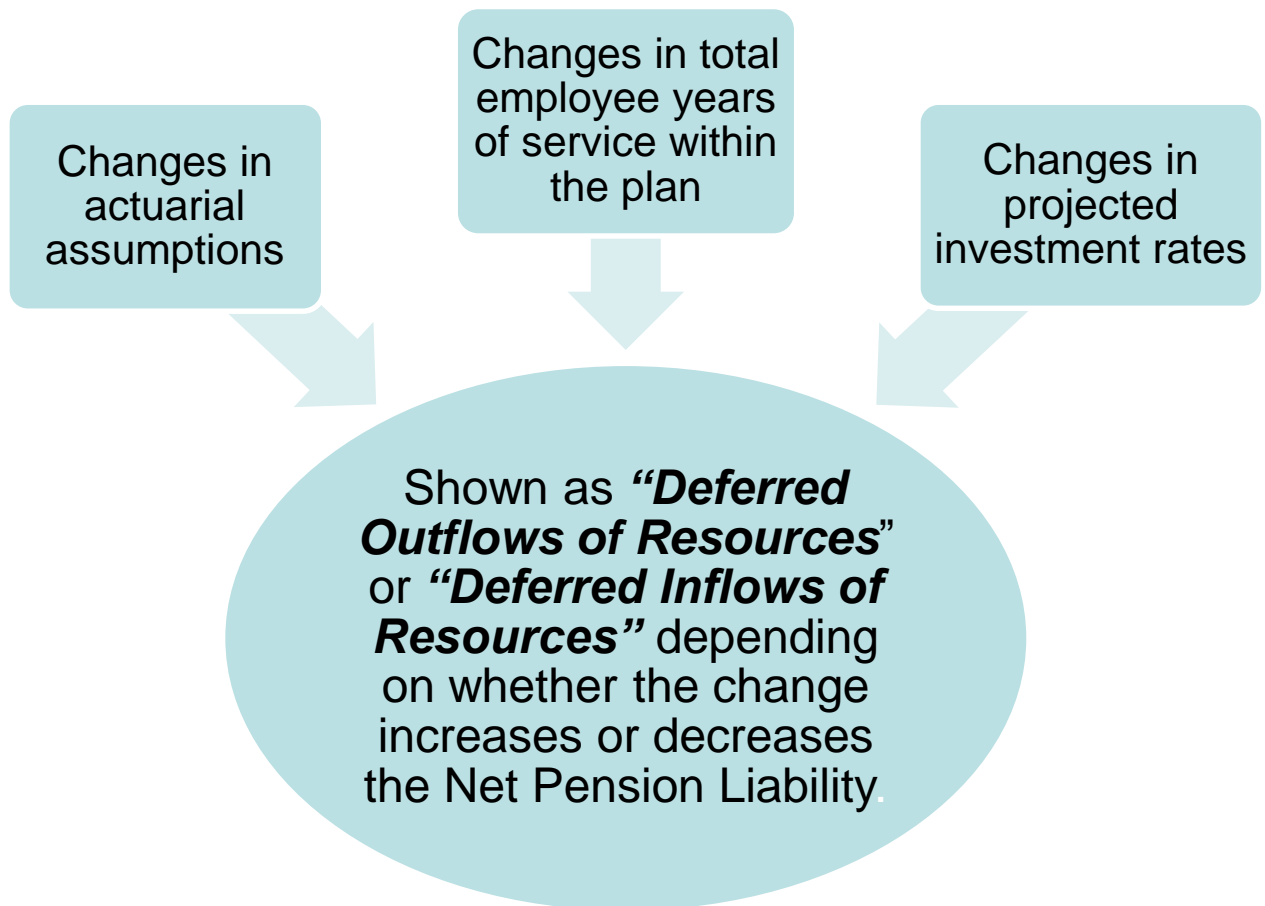 Changes in
actuarial
assumptions
Changes in total
employee years
of service within
the plan
Changes in
projected
investment rates
Shown as “Deferred
Outflows of Resources”
or “Deferred Inflows of
Resources” depending
on whether the change
increases or decreases
the Net Pension Liability.